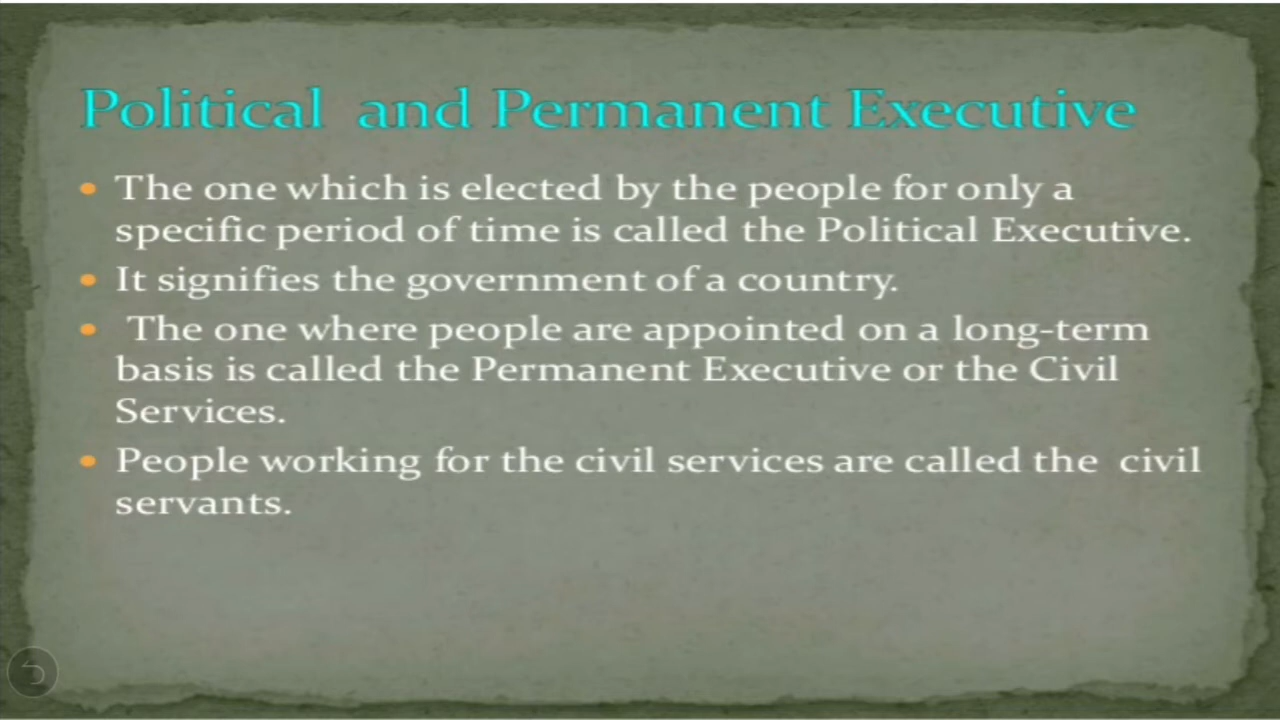 Political and Permanent Executive
• The one which is elected by the people for only a
specific period of time is called the Political Executive.
• It signifies the government of a country.
• The one where people are appointed on a long-term
basis is called the Permanent Executive or the Civil
Services.
• People working for the civil services are called the civil
servants.